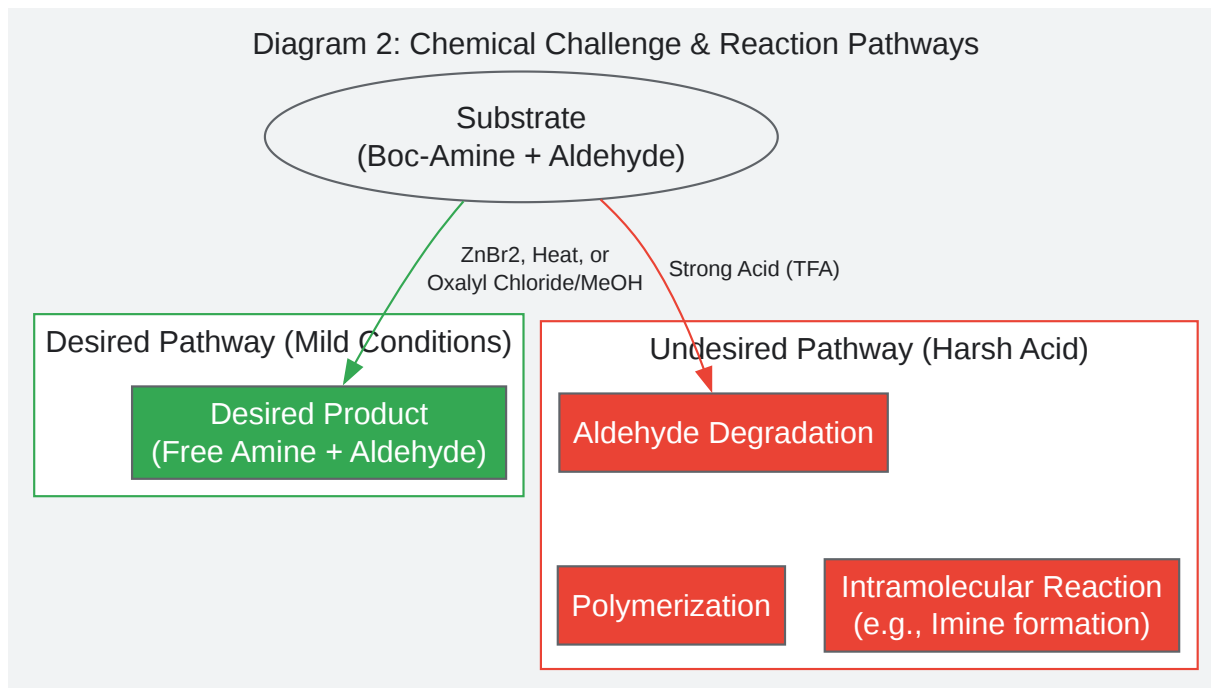 Diagram 2: Chemical Challenge & Reaction Pathways
Substrate
(Boc-Amine + Aldehyde)
ZnBr2, Heat, or
Oxalyl Chloride/MeOH
Strong Acid (TFA)
Desired Pathway (Mild Conditions)
Desired Product
(Free Amine + Aldehyde)
Undesired Pathway (Harsh Acid)
Aldehyde Degradation
Polymerization
Intramolecular Reaction
(e.g., Imine formation)